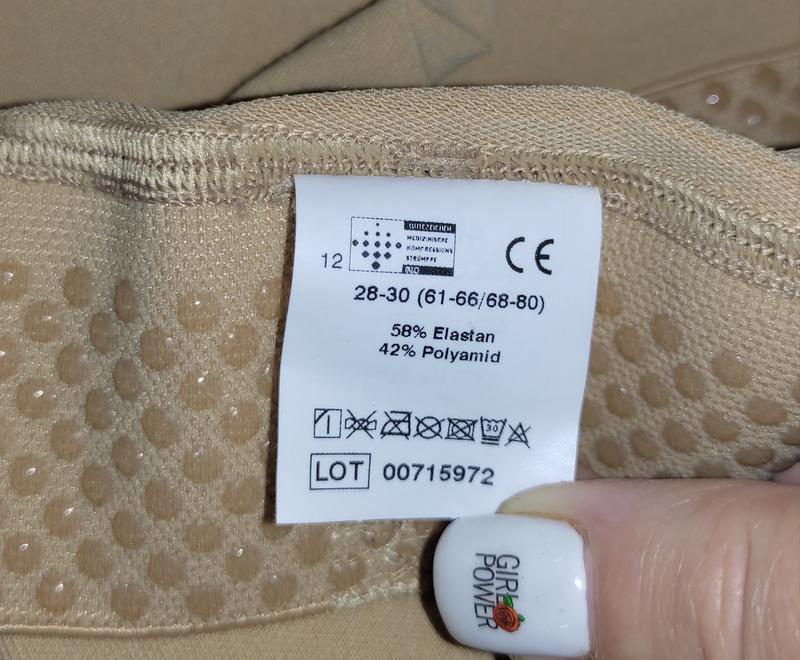 GÜTEZEICHEN
MEDIZINISCHE
KOMPRESSIONS
STRÜMPFE
12
CE
28-30 (61-66/68-80)
58% Elastan
42% Polyamid
30
LOT 00715972
GIRL
POWER